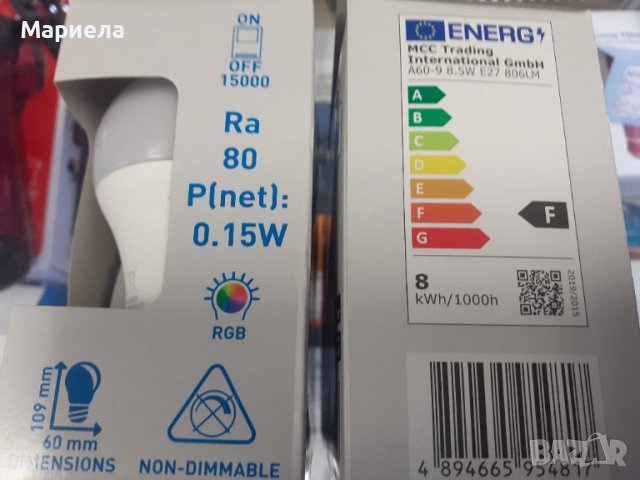 Мариела
OFF
15000
Ra
80
P(net):
0.15W
RGB
109 mm
60 mm
DIMENSIONS
NON-DIMMABLE
ENERG
MCC Trading
International GmbH
A60-9 8.5W E27 806LM
A
B
C
D
E
F
G
F
8
kWh/1000h
2019/2015
4 894665 954817
BAZAR